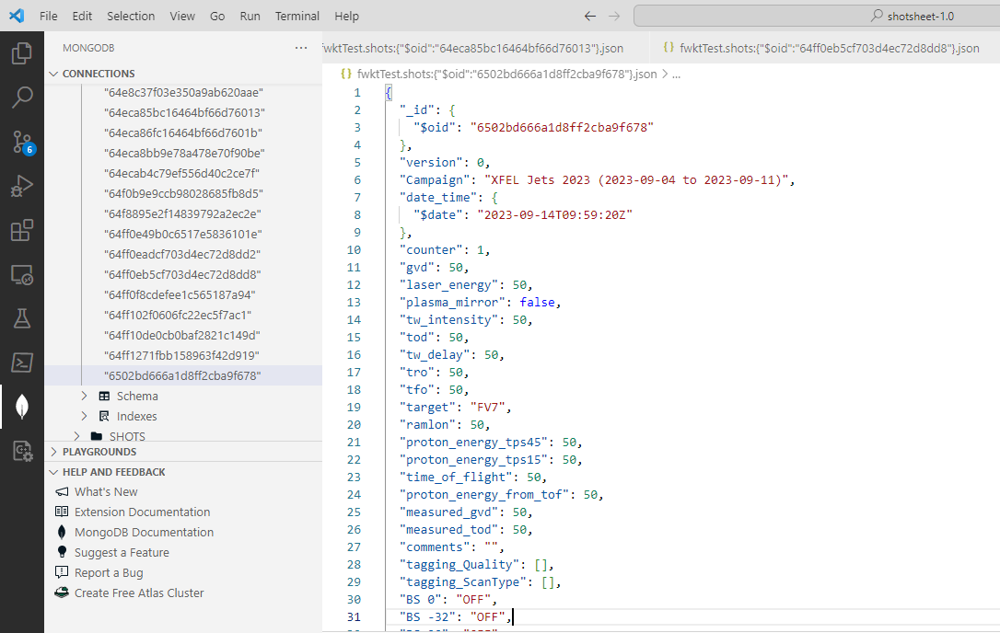 File Edit Selection View Go Run Terminal Help
shotsheet-1.0
MONGODB
fwktTest.shots:{"$oid":"64eca85bc16464bf66d76013"}.json
fwktTest.shots:{"$oid":"64ff0eb5cf703d4ec72d8dd8"}.json
CONNECTIONS
fwktTest.shots:{"$oid":"6502bd666a1d8ff2cba9f678"}.json > ...
"64e8c37f03e350a9ab620aae"
"64eca85bc16464bf66d76013"
"64eca86fc16464bf66d7601b"
"64eca8bb9e78a478e70f90be"
"64ecab4c79ef556d40c2ce7f"
"64f0b9e9ccb98028685fb8d5"
"64f8895e2f14839792a2ec2e"
"64ff0e49b0c6517e5836101e"
"64ff0eadcf703d4ec72d8dd2"
"64ff0eb5cf703d4ec72d8dd8"
"64ff0f8cdefee1c565187a94"
"64ff102f0606fc22ec5f7ac1"
"64ff10de0cb0baf2821c149d"
"64ff1271fbb158963f42d919"
"6502bd666a1d8ff2cba9f678"
Schema
Indexes
SHOTS
PLAYGROUNDS
HELP AND FEEDBACK
What's New
Extension Documentation
MongoDB Documentation
Suggest a Feature
Report a Bug
Create Free Atlas Cluster
6
1 {
2 "_id": {
3 "$oid": "6502bd666a1d8ff2cba9f678"
4 },
5 "version": 0,
6 "Campaign": "XFEL Jets 2023 (2023-09-04 to 2023-09-11)",
7 "date_time": {
8 "$date": "2023-09-14T09:59:20Z"
9 },
10 "counter": 1,
11 "gvd": 50,
12 "laser_energy": 50,
13 "plasma_mirror": false,
14 "tw_intensity": 50,
15 "tod": 50,
16 "tw_delay": 50,
17 "tro": 50,
18 "tfo": 50,
19 "target": "FV7",
20 "ramlon": 50,
21 "proton_energy_tps45": 50,
22 "proton_energy_tps15": 50,
23 "time_of_flight": 50,
24 "proton_energy_from_tof": 50,
25 "measured_gvd": 50,
26 "measured_tod": 50,
27 "comments": "",
28 "tagging_Quality": [],
29 "tagging_ScanType": [],
30 "BS 0": "OFF",
31 "BS -32": "OFF",